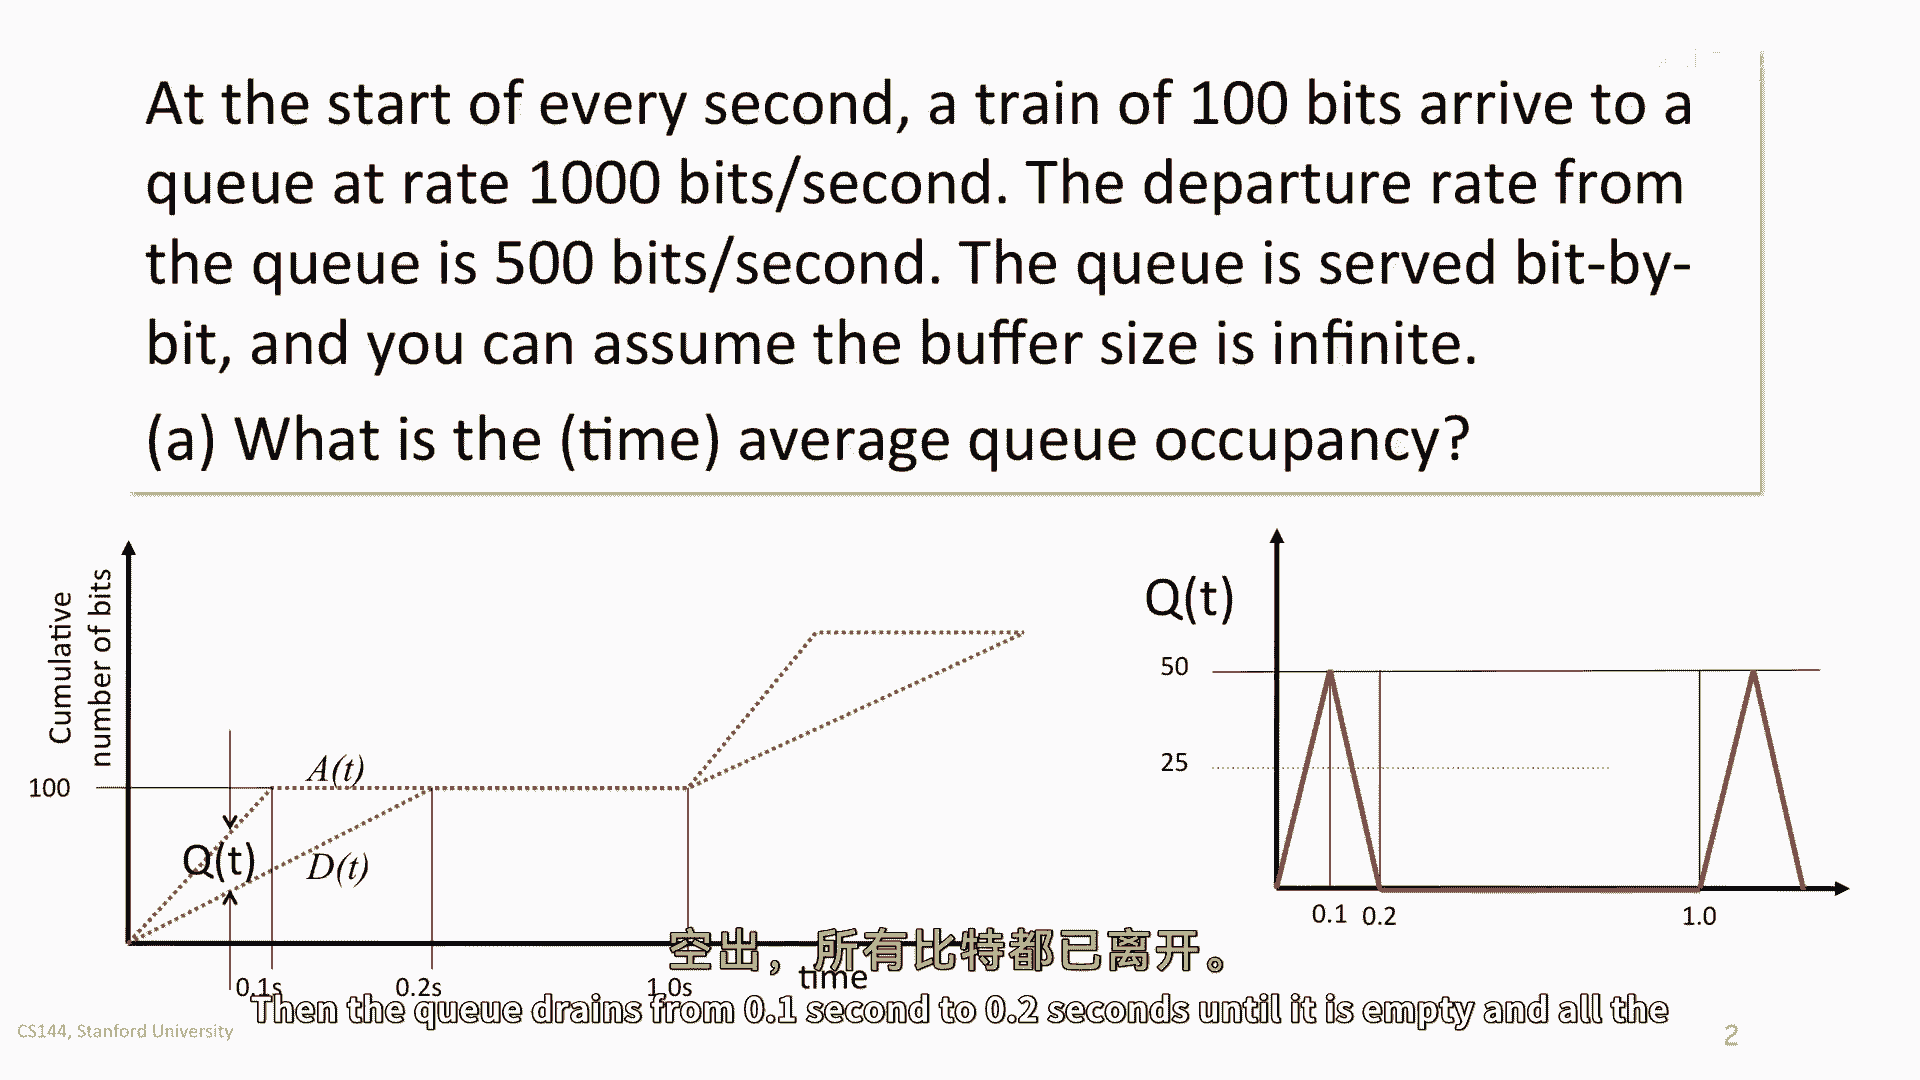 At the start of every second, a train of 100 bits arrive to a
queue at rate 1000 bits/second. The departure rate from
the queue is 500 bits/second. The queue is served bit-by-
bit, and you can assume the buffer size is infinite.
(a) What is the (time) average queue occupancy?
Cumulative
number of bits
100
A(t)
Q(t)
D(t)
0.1s
0.2s
1.0s
time
Q(t)
50
25
0.1
0.2
1.0
空出，所有比特都已离开。
Then the queue drains from 0.1 second to 0.2 seconds until it is empty and all the
CS144, Stanford University
2